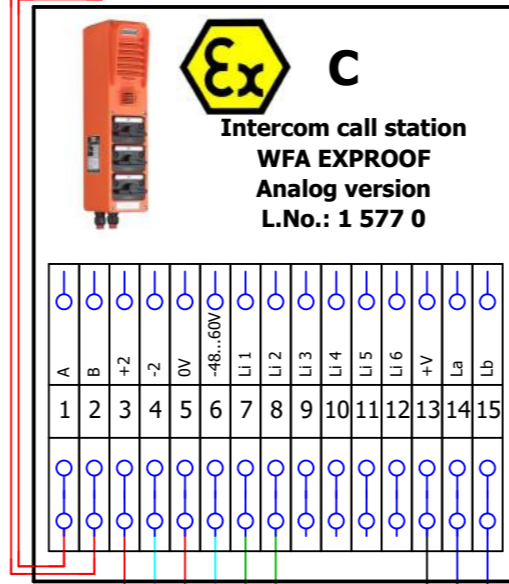 Ex
C
Intercom call station
WFA EXPROOF
Analog version
L.No.: 1 577 0
A B +2 -2 0V -48...60V Li 1 Li 2 Li 3 Li 4 Li 5 Li 6 +V La Lb
1 2 3 4 5 6 7 8 9 10 11 12 13 14 15